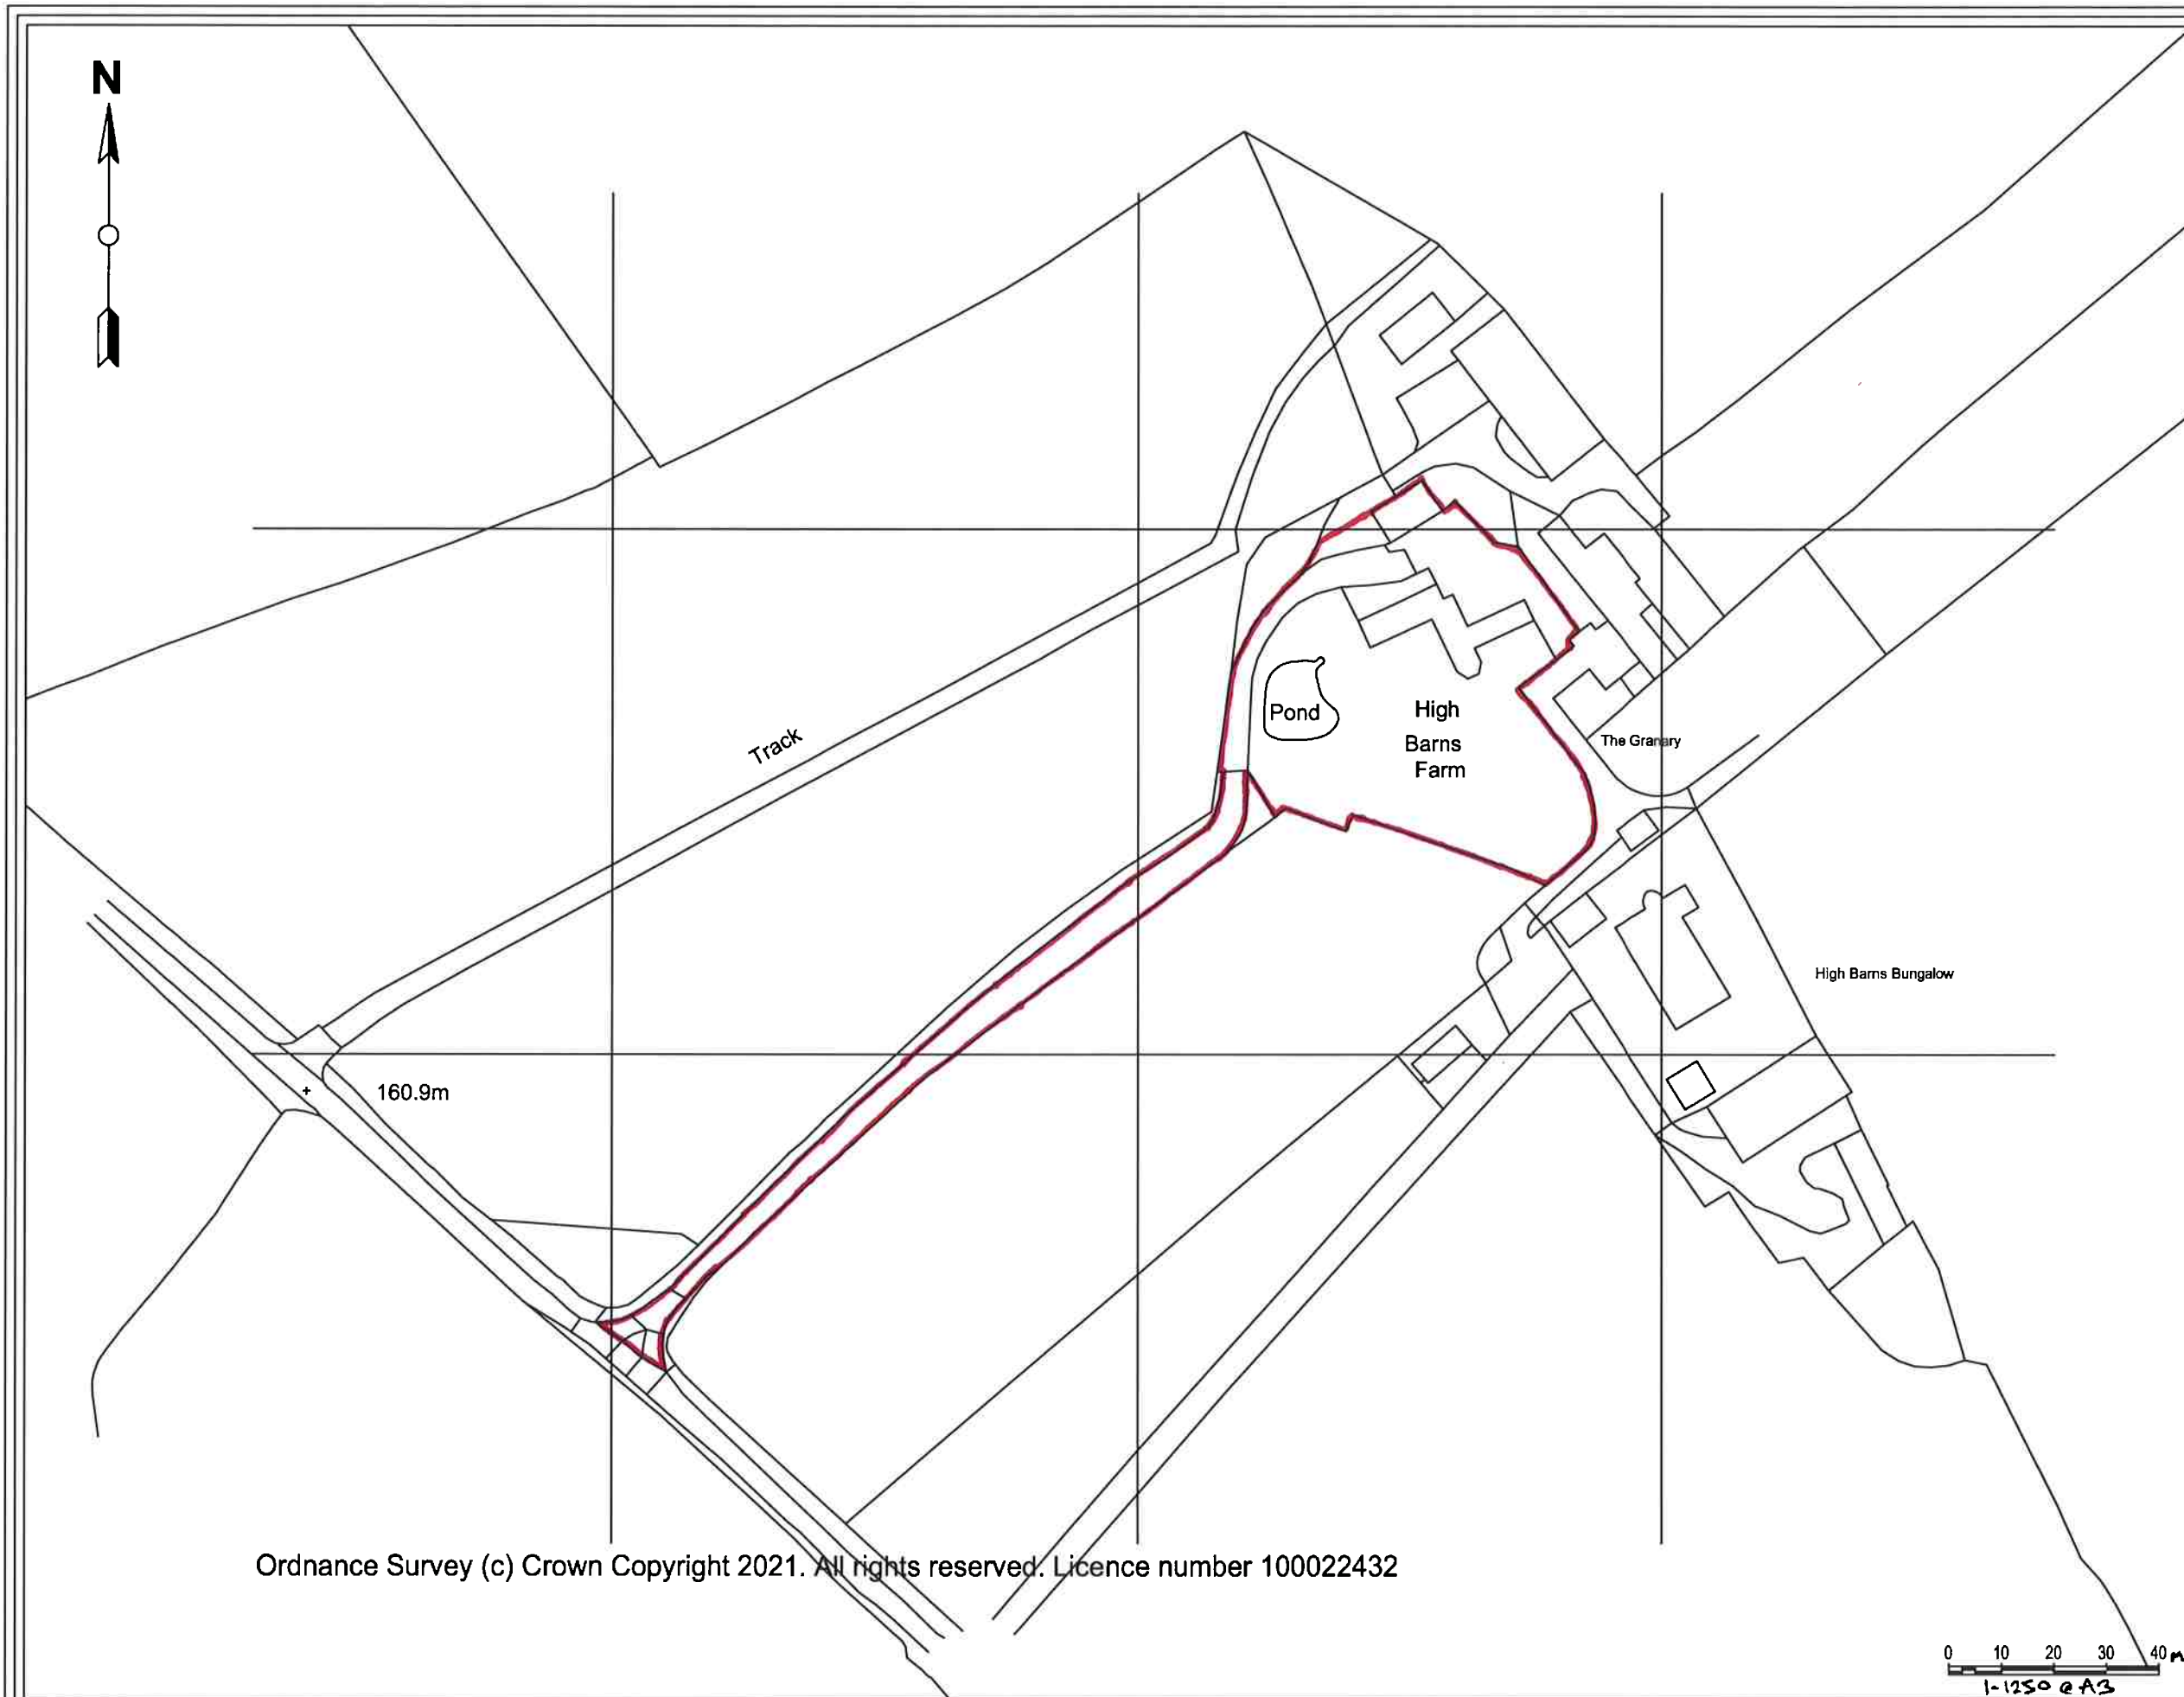 N
Track
Pond
High
Barns
Farm
The Granary
High Barns Bungalow
160.9m
Ordnance Survey (c) Crown Copyright 2021. All rights reserved. Licence number 100022432
0 10 20 30 40 m
1-1250 @ A3